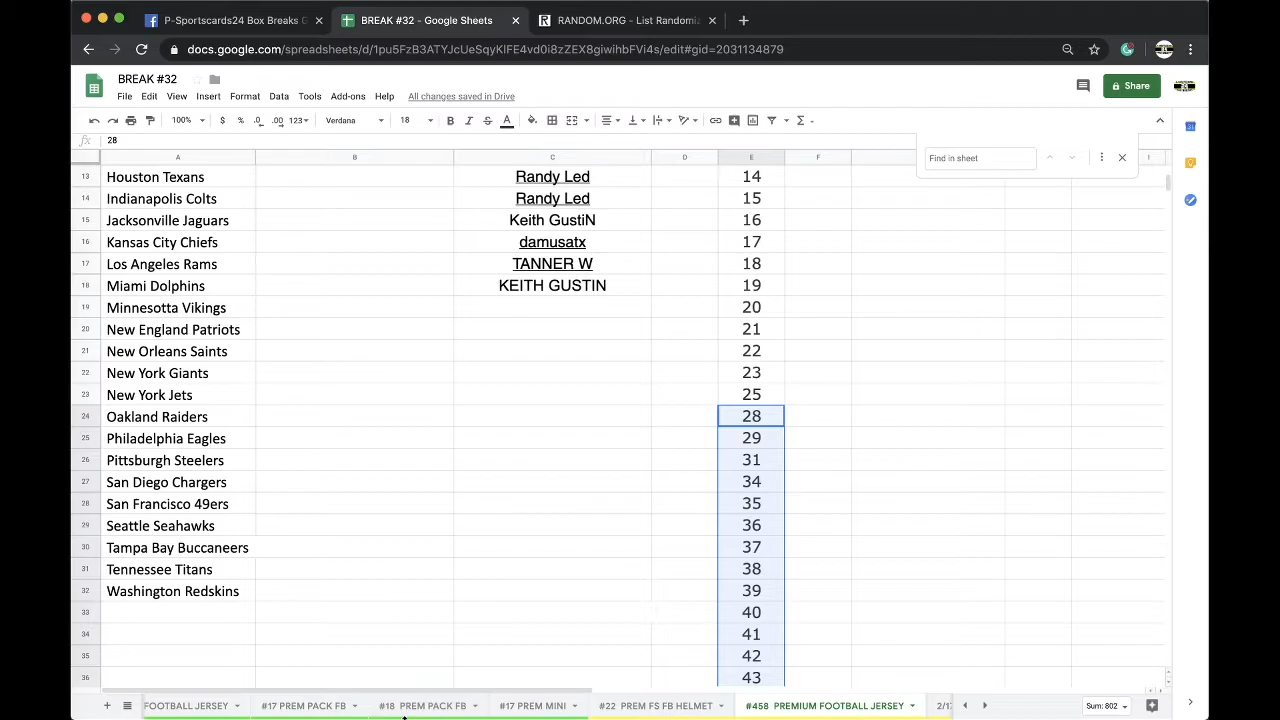 P-Sportscards24 Box Breaks G
BREAK #32 - Google Sheets
RANDOM.ORG - List Randomiz
docs.google.com/spreadsheets/d/1pu5FzB3ATYJcUeSqyKlFE4vd0i8zZEX8giwihbFVi4s/edit#gid=2031134879
BREAK #32
File Edit View Insert Format Data Tools Add-ons Help All changes saved in Drive
Share
100% $ % .0 .00 123 Verdana 18 B I S A
fx 28
Find in sheet
A B C D E F I
13 Houston Texans Randy Led 14
14 Indianapolis Colts Randy Led 15
15 Jacksonville Jaguars Keith GustiN 16
16 Kansas City Chiefs damusatx 17
17 Los Angeles Rams TANNER W 18
18 Miami Dolphins KEITH GUSTIN 19
19 Minnesotta Vikings 20
20 New England Patriots 21
21 New Orleans Saints 22
22 New York Giants 23
23 New York Jets 25
24 Oakland Raiders 28
25 Philadelphia Eagles 29
26 Pittsburgh Steelers 31
27 San Diego Chargers 34
28 San Francisco 49ers 35
29 Seattle Seahawks 36
30 Tampa Bay Buccaneers 37
31 Tennessee Titans 38
32 Washington Redskins 39
33 40
34 41
35 42
36 43
FOOTBALL JERSEY #17 PREM PACK FB #18 PREM PACK FB #17 PREM MINI #22 PREM FS FB HELMET #458 PREMIUM FOOTBALL JERSEY 2/17 Sum: 802